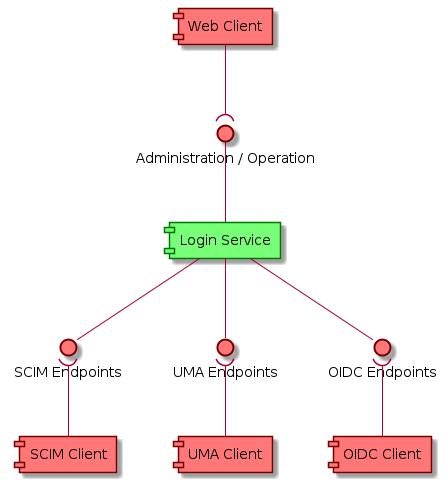 Web Client
Administration / Operation
Login Service
SCIM Endpoints
UMA Endpoints
OIDC Endpoints
SCIM Client
UMA Client
OIDC Client